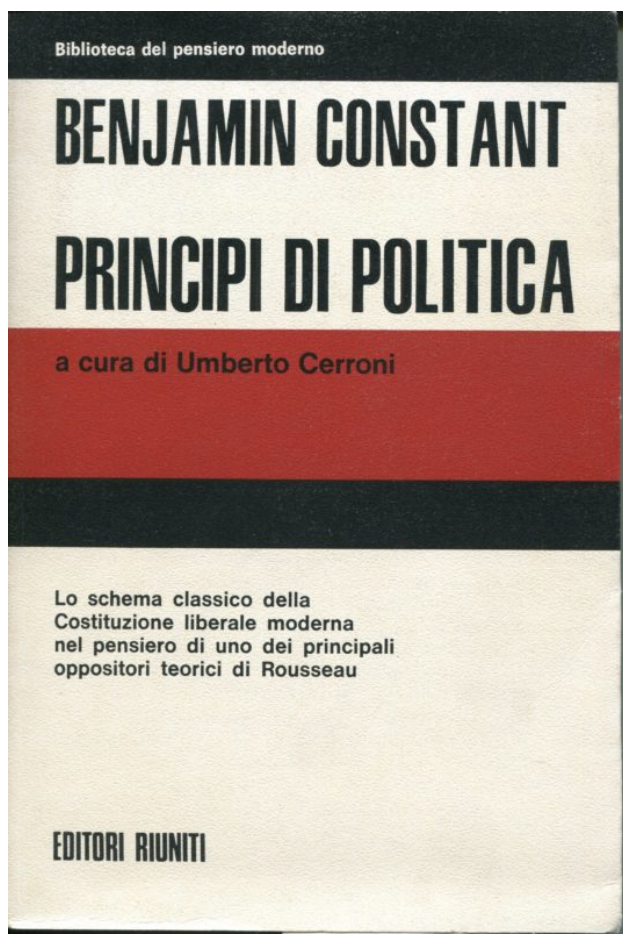 Biblioteca del pensiero moderno
BENJAMIN CONSTANT
PRINCIPI DI POLITICA
a cura di Umberto Cerroni
Lo schema classico della
Costituzione liberale moderna
nel pensiero di uno dei principali
oppositori teorici di Rousseau
EDITORI RIUNITI